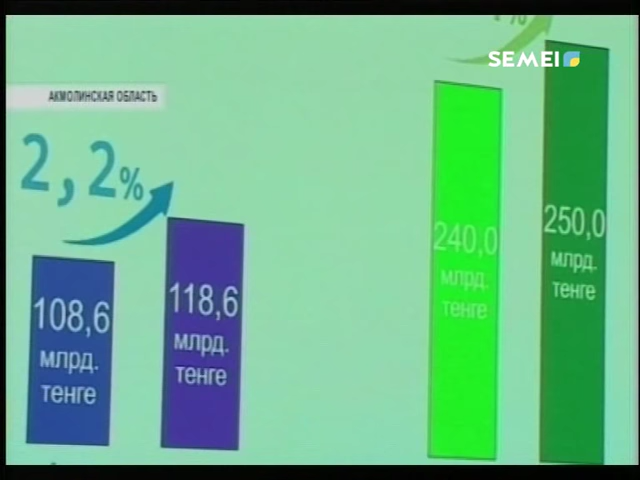 SEMEI
АКМОЛИНСКАЯ ОБЛАСТЬ
2,2%
108,6
млрд.
тенге
118,6
млрд.
тенге
240,0
млрд.
тенге
250,0
млрд.
тенге